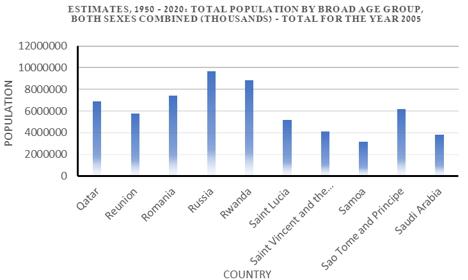 ESTIMATES, 1950 - 2020: TOTAL POPULATION BY BROAD AGE GROUP,
BOTH SEXES COMBINED (THOUSANDS) - TOTAL FOR THE YEAR 2005
POPULATION
12000000
10000000
8000000
6000000
4000000
2000000
0
Qatar
Reunion
Romania
Russia
Rwanda
Saint Lucia
Saint Vincent and the...
Samoa
Sao Tome and Principe
Saudi Arabia
COUNTRY